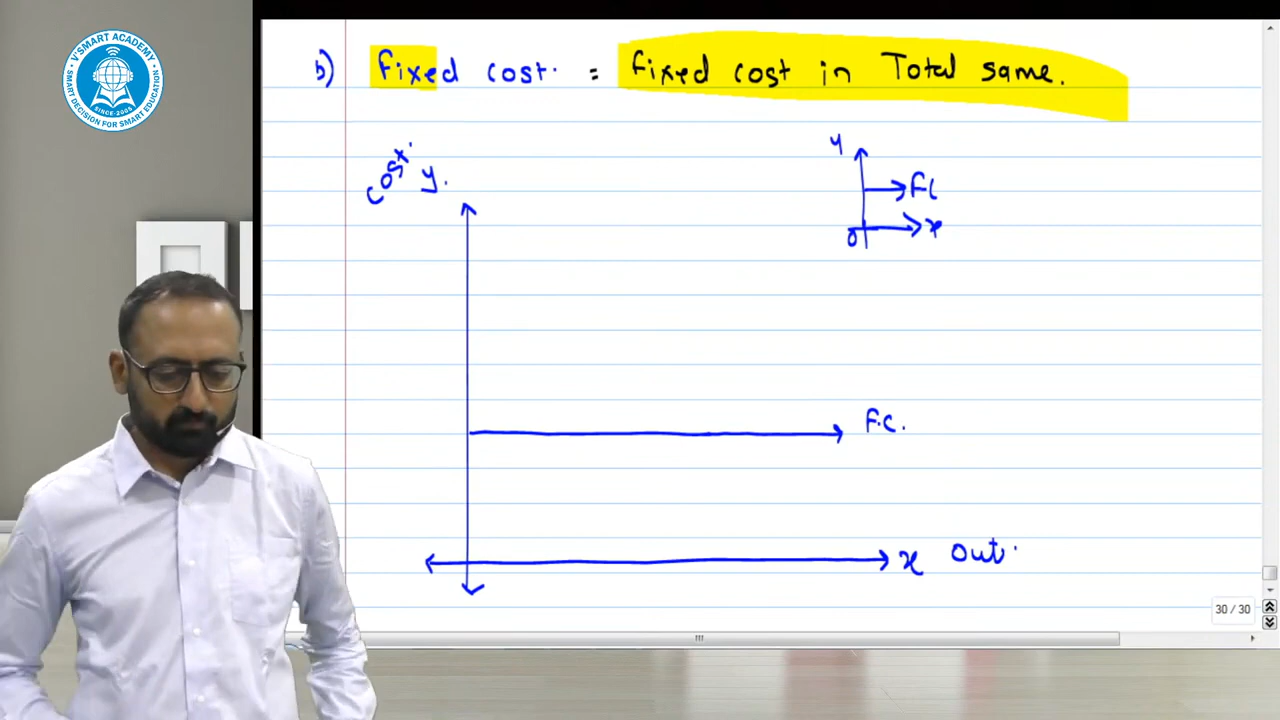 V'SMART ACADEMY
SMART DECISION FOR SMART EDUCATION
SINCE-2005
b) Fixed cost. = fixed cost in Total same.
Cost. y.
y
FC
x
0
F.C.
x Out.
30 / 30